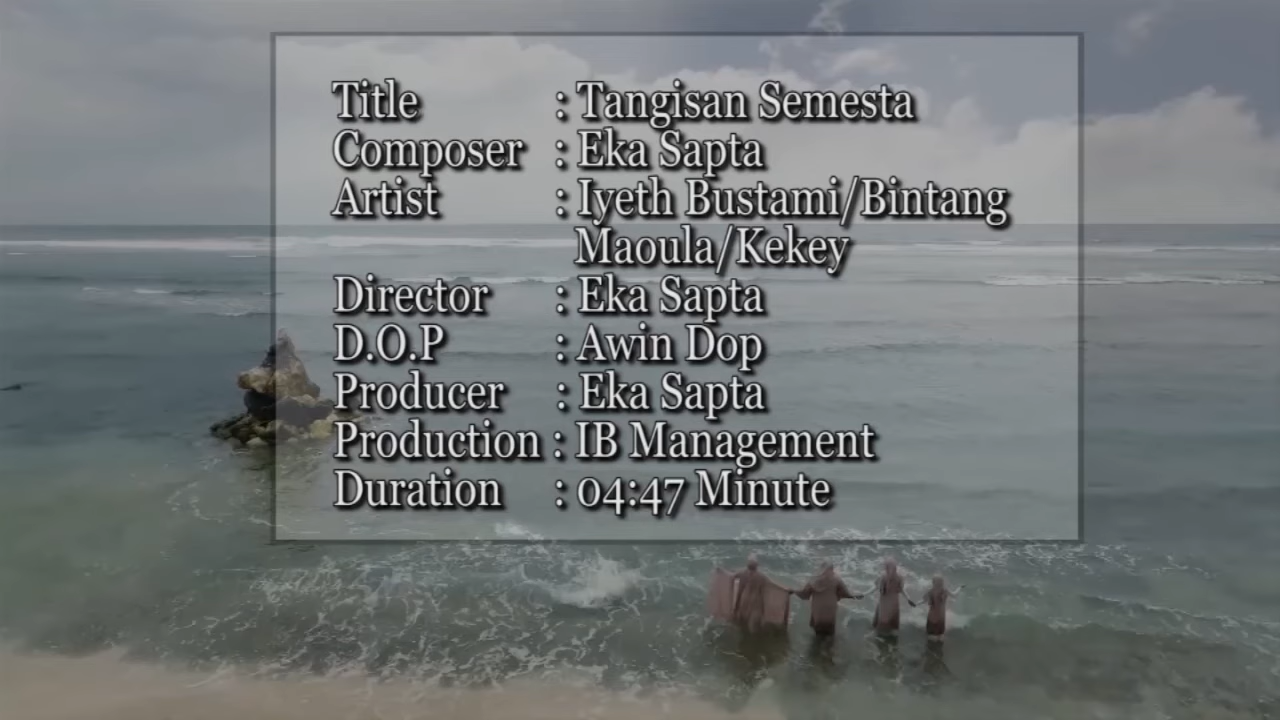 Title : Tangisan Semesta
Composer : Eka Sapta
Artist : Iyeth Bustami/Bintang
Maoula/Kekey
Director : Eka Sapta
D.O.P : Awin Dop
Producer : Eka Sapta
Production : IB Management
Duration : 04:47 Minute